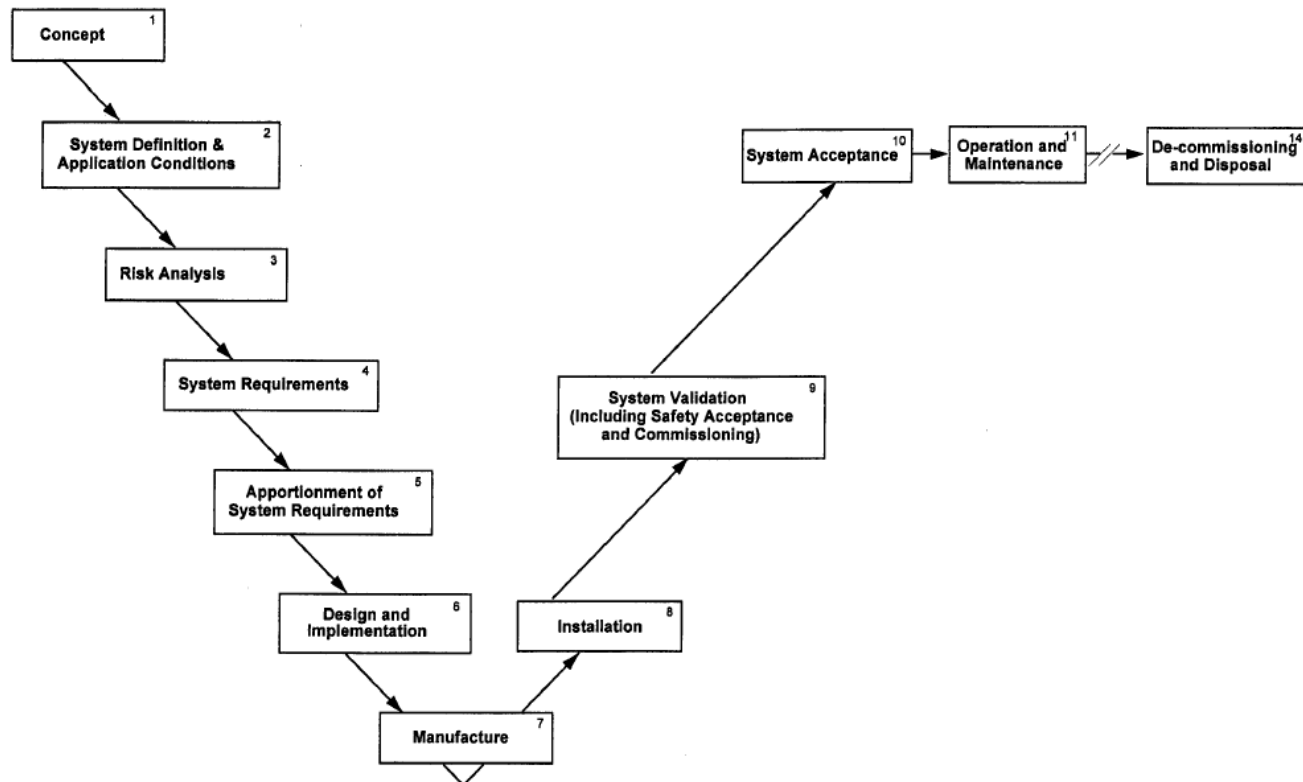 Concept
1
System Definition &
Application Conditions
2
Risk Analysis
3
System Requirements
4
Apportionment of
System Requirements
5
Design and
Implementation
6
Manufacture
7
Installation
8
System Validation
(Including Safety Acceptance
and Commissioning)
9
System Acceptance
10
Operation and
Maintenance
11
De-commissioning
and Disposal
14